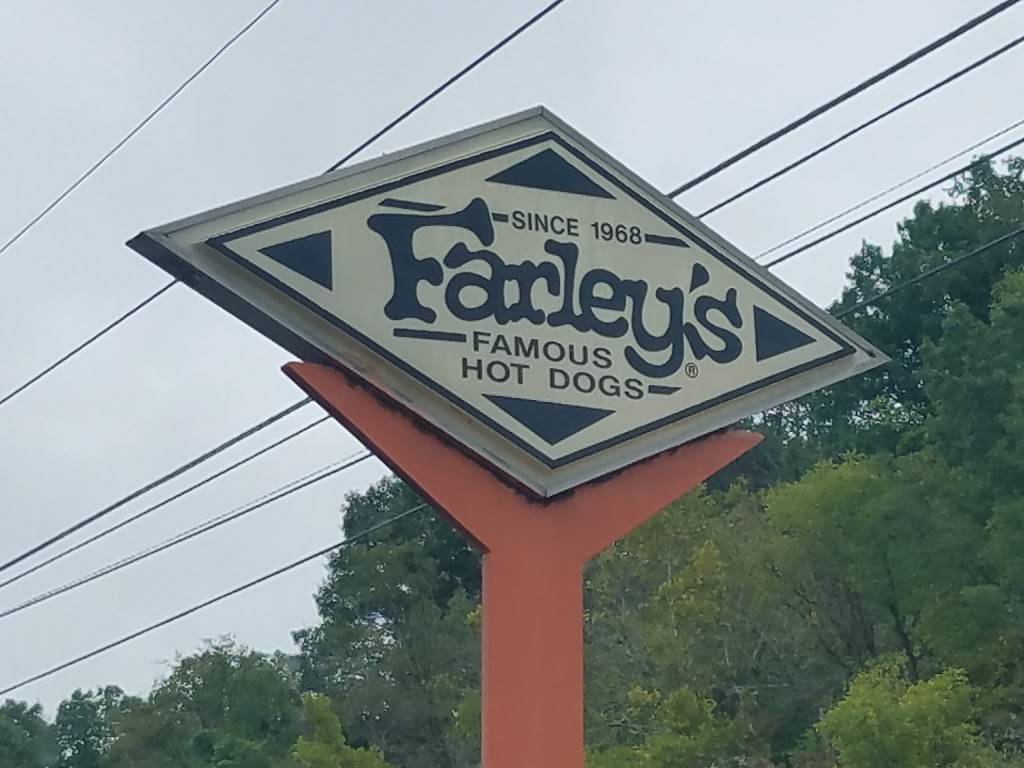 SINCE 1968
Farley's
FAMOUS
HOT DOGS ®